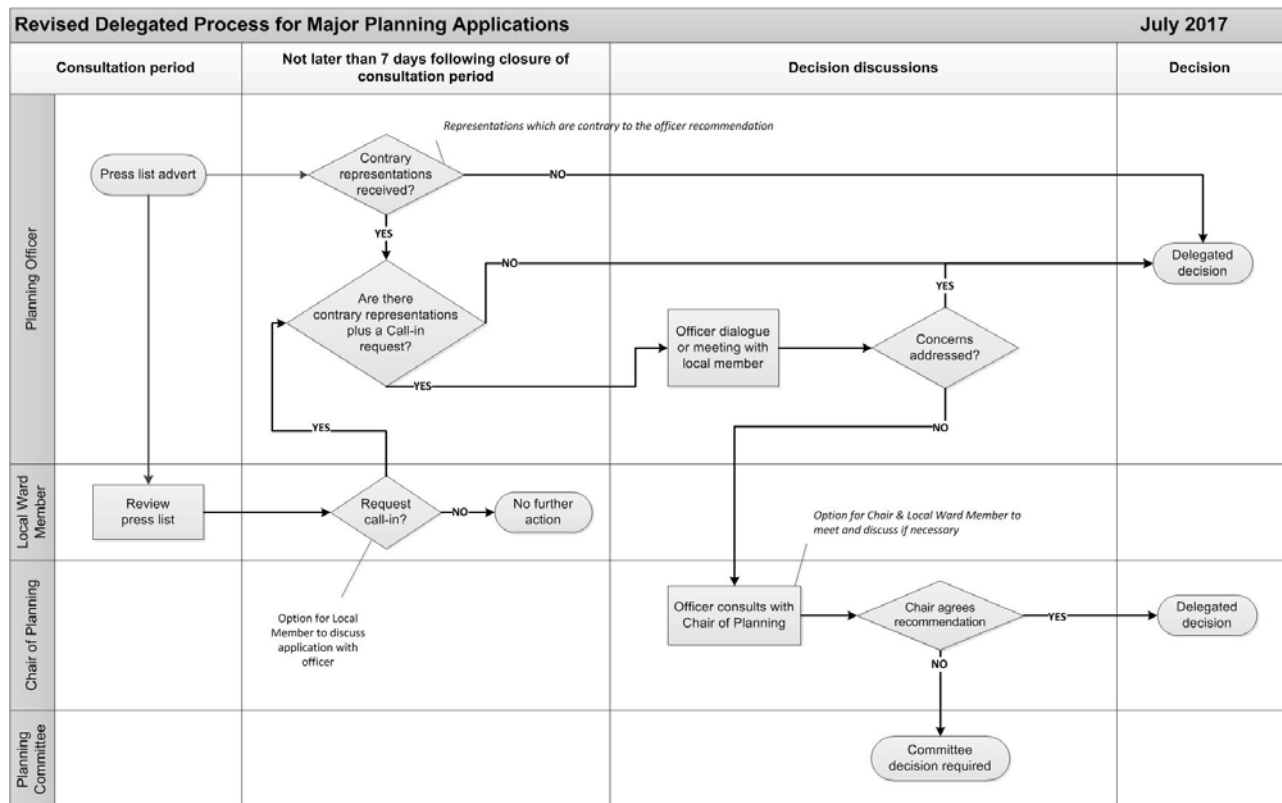 Revised Delegated Process for Major Planning Applications
July 2017
Consultation period
Not later than 7 days following closure of
consultation period
Decision discussions
Decision
Planning Officer
Representations which are contrary to the officer recommendation
Press list advert
Contrary
representations
received?
NO
YES
Are there
contrary representations
plus a Call-in
request?
NO
YES
Officer dialogue
or meeting with
local member
Concerns
addressed?
YES
NO
Delegated
decision
YES
Local Ward
Member
Review
press list
Request
call-in?
NO
No further
action
Option for Chair & Local Ward Member to
meet and discuss if necessary
Option for Local
Member to discuss
application with
officer
Chair of Planning
Officer consults with
Chair of Planning
Chair agrees
recommendation
YES
Delegated
decision
NO
Planning
Committee
Committee
decision required